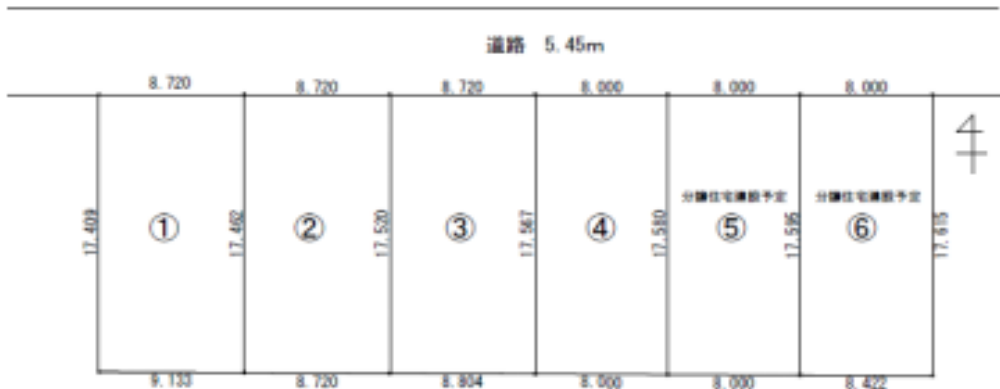 道路 5.45m
8.720 8.720 8.720 8.000 8.000 8.000
分譲住宅建設予定 分譲住宅建設予定
17.409 ① 17.462 ② 17.520 ③ 17.567 ④ 17.580 ⑤ 17.595 ⑥ 17.615
9.133 8.720 8.804 8.000 8.000 8.422